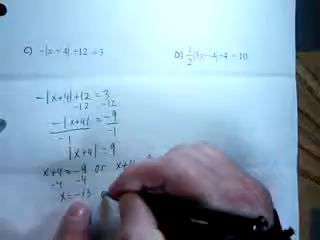 C) -|x + 4| + 12 = 3
D) 1/2 |3y - 4| + 4 = 10
-|x+4|+12 = 3
-12 -12
-|x+4| = -9
-1 -1
|x+4| = 9
x+4 = -9 or x+4
-4 -4
x = -13